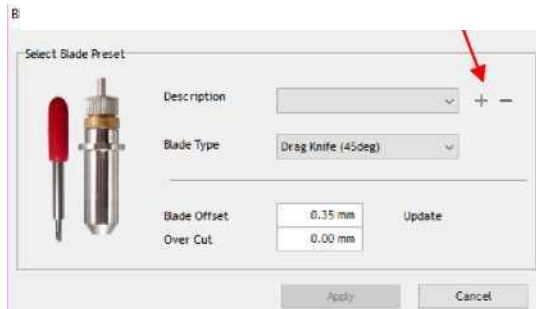 B
Select Blade Preset
Description
+ −
Blade Type
Drag Knife (45deg)
Blade Offset
0.35 mm
Update
Over Cut
0.00 mm
Apply
Cancel